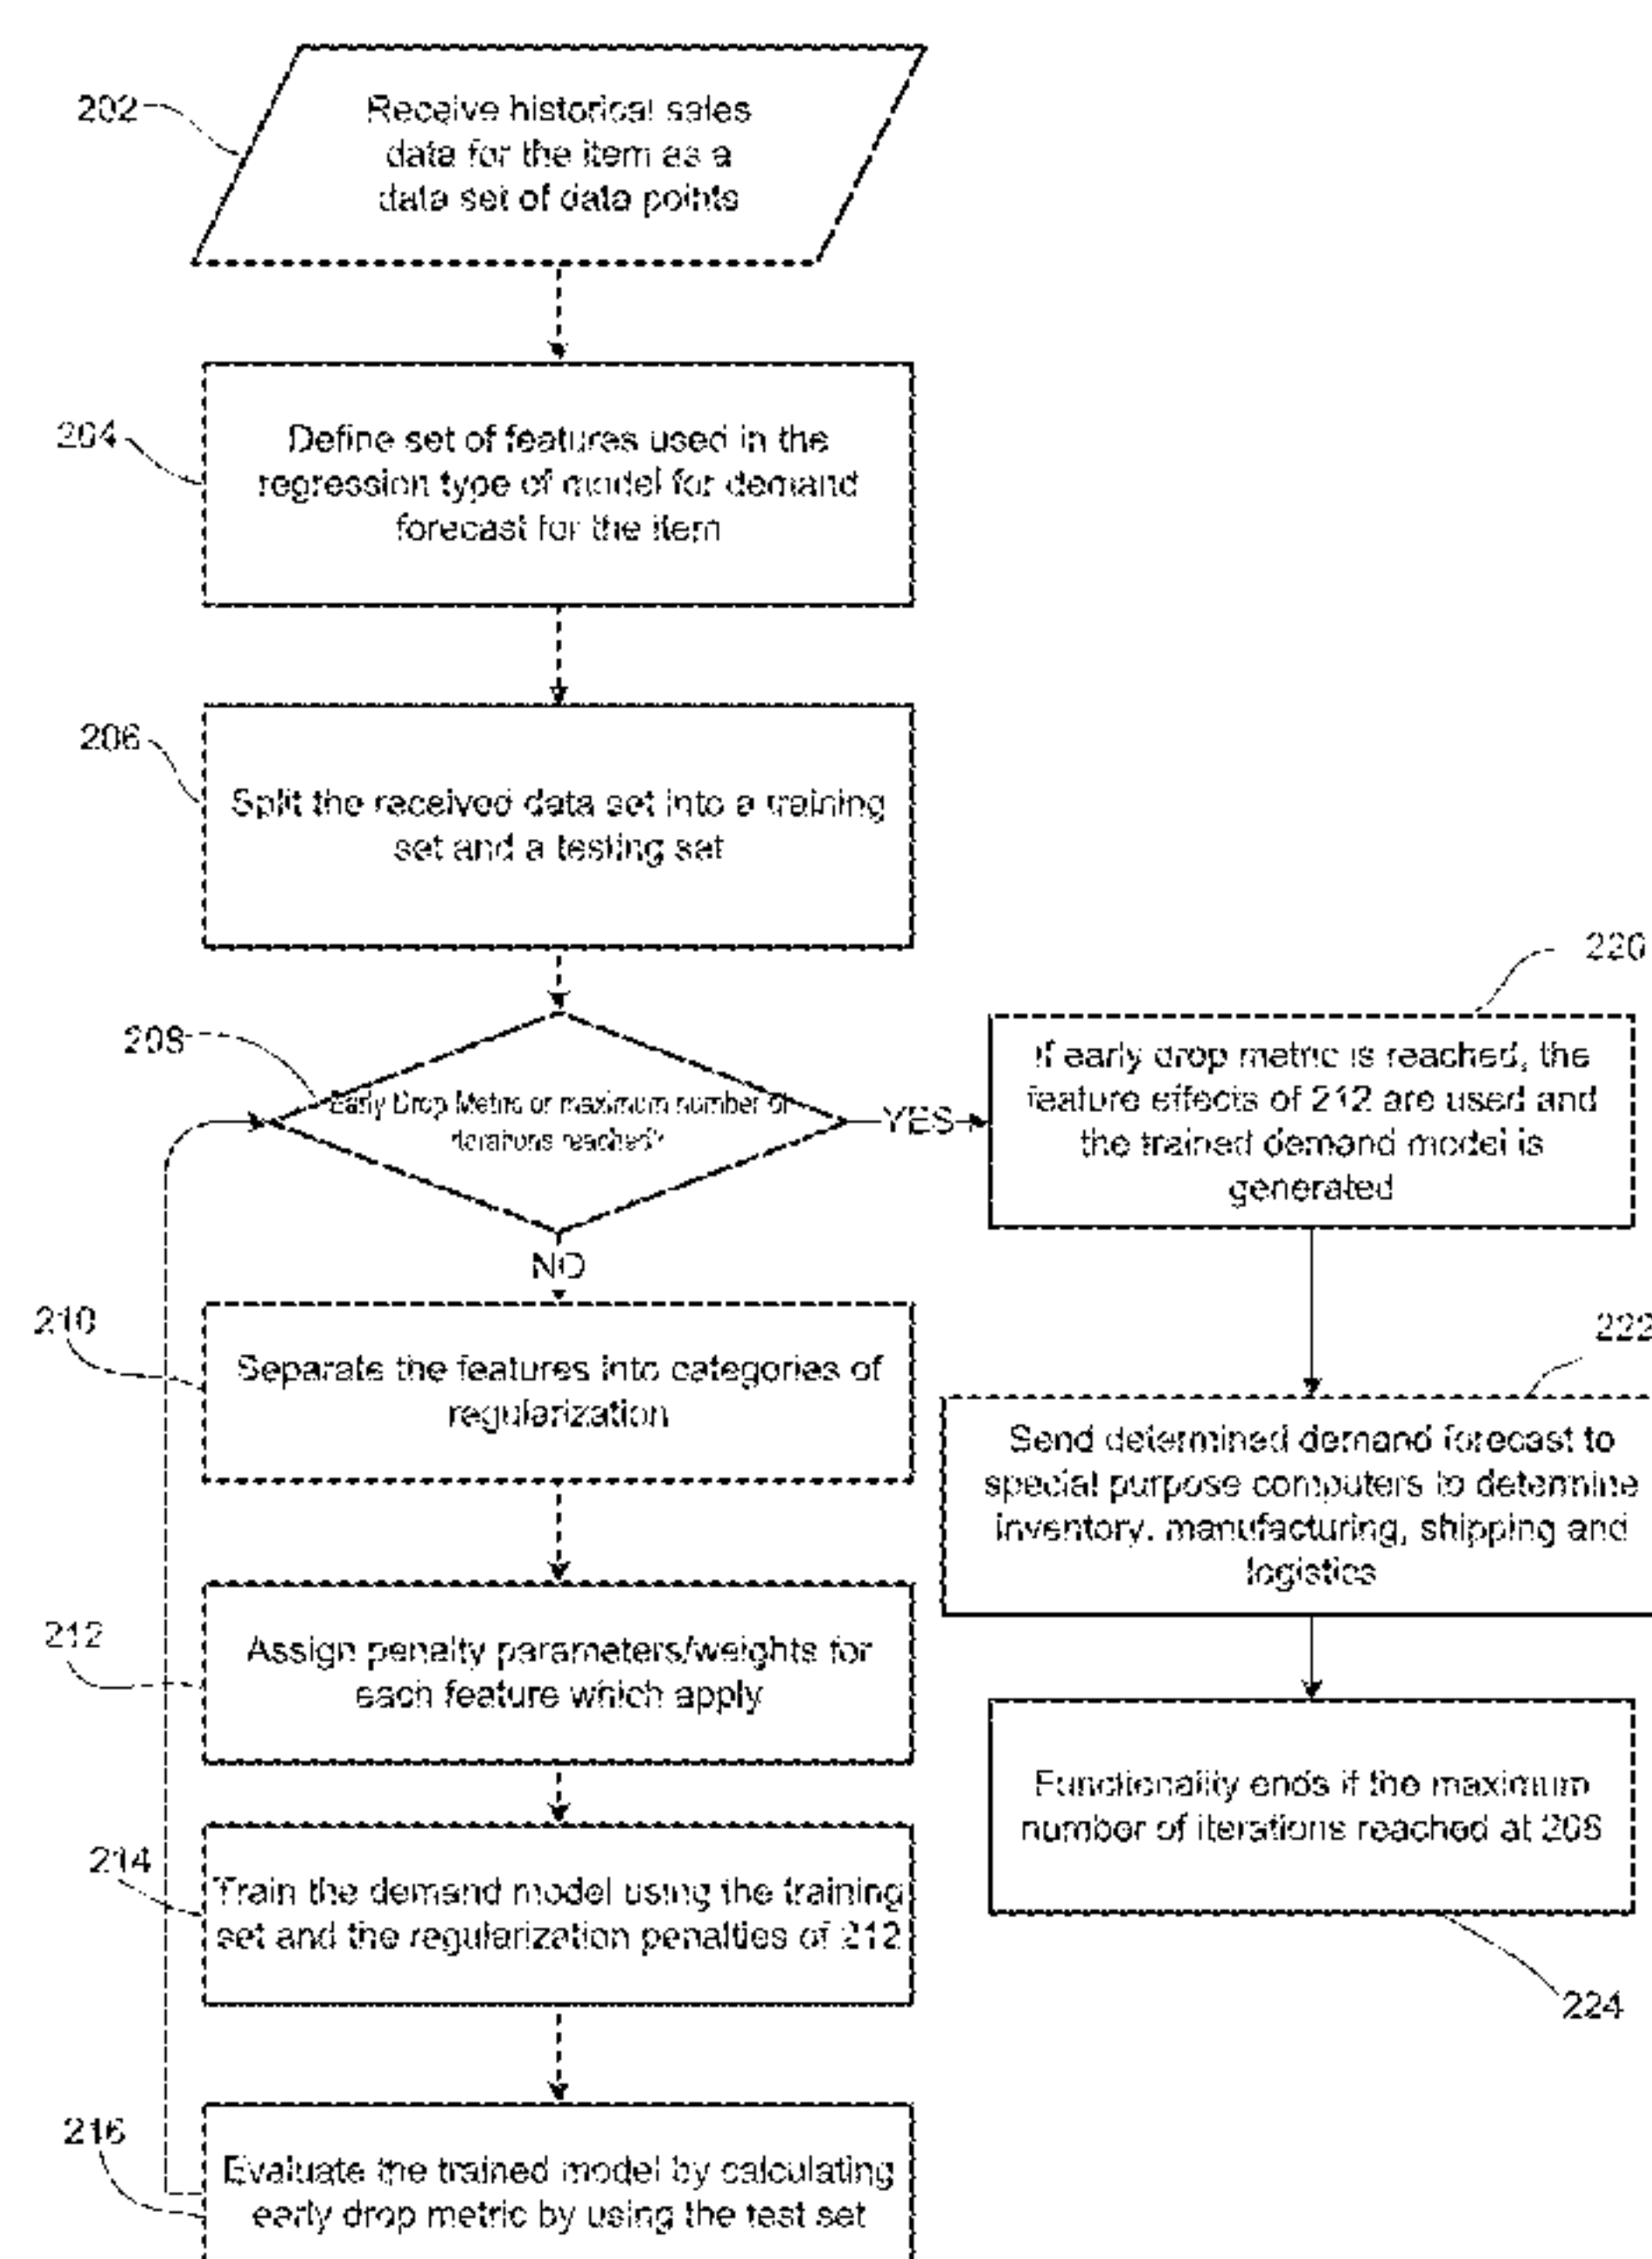 202
Receive historical sales
data for the item as a
data set of data points
204
Define set of features used in the
regression type of model for demand
forecast for the item
206
Split the received data set into a training
set and a testing set
208
Early Drop Metric or maximum number of
iterations reached?
YES
NO
220
If early drop metric is reached, the
feature effects of 212 are used and
the trained demand model is
generated
210
Separate the features into categories of
regularization
222
Send determined demand forecast to
special purpose computers to determine
inventory, manufacturing, shipping and
logistics
212
Assign penalty parameters/weights for
each feature which apply
Functionality ends if the maximum
number of iterations reached at 208
224
214
Train the demand model using the training
set and the regularization penalties of 212
216
Evaluate the trained model by calculating
early drop metric by using the test set